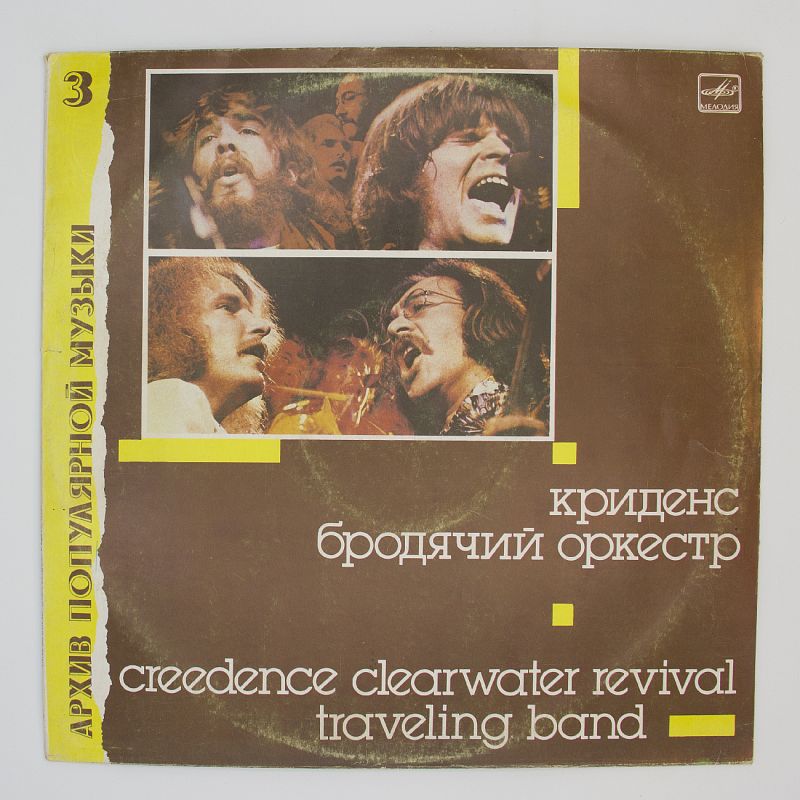 3
АРХИВ ПОПУЛЯРНОЙ МУЗЫКИ
МЕЛОДИЯ
криденс
бродячий оркестр
creedence clearwater revival
traveling band